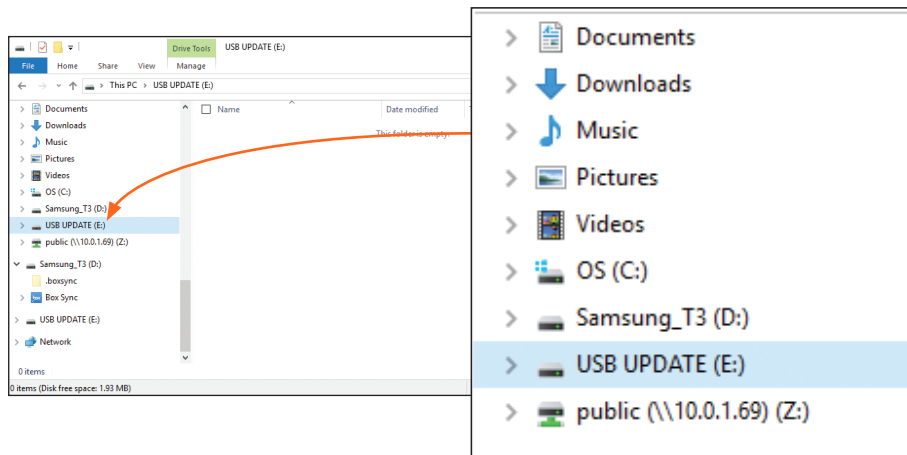 Drive Tools USB UPDATE (E:)
File Home Share View Manage
This PC > USB UPDATE (E:)
Name Date modified
This folder is empty.
Documents
Downloads
Music
Pictures
Videos
OS (C:)
Samsung_T3 (D:)
USB UPDATE (E:)
public (\\10.0.1.69) (Z:)
Samsung_T3 (D:)
.boxsync
Box Sync
USB UPDATE (E:)
Network
0 items
0 items (Disk free space: 1.93 MB)
Documents
Downloads
Music
Pictures
Videos
OS (C:)
Samsung_T3 (D:)
USB UPDATE (E:)
public (\\10.0.1.69) (Z:)